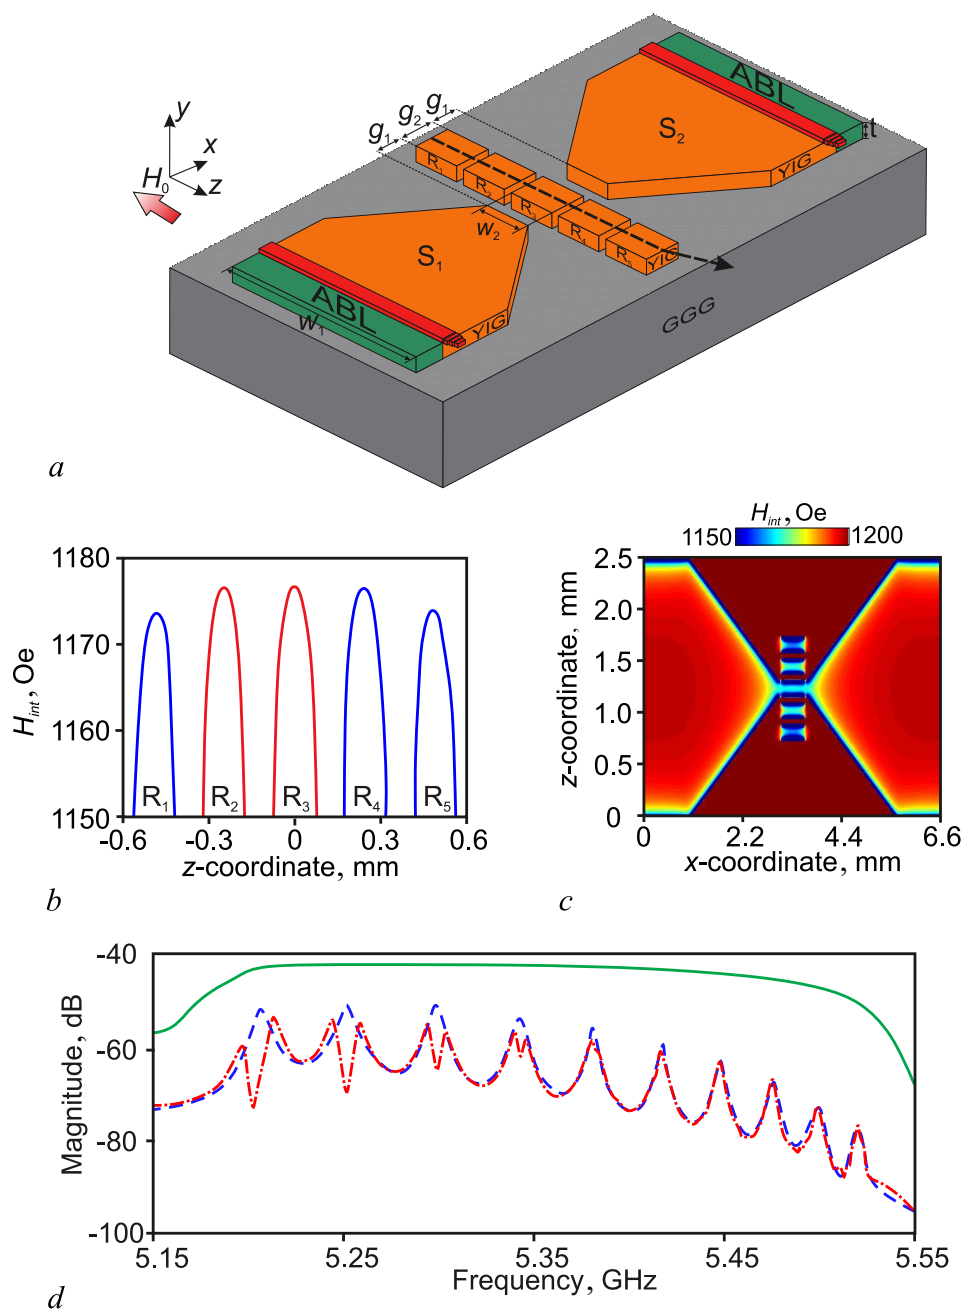 ABL
y
x
z
H0
g1
g2
g1
S2
t
YIG
R1
R2
R3
R4
R5
YIG
w2
S1
ABL
w1
YIG
GGG
a
Hint, Oe
1180
1170
1160
1150
R1
R2
R3
R4
R5
-0.6
-0.3
0
0.3
0.6
z-coordinate, mm
b
Hint, Oe
1150
1200
z-coordinate, mm
2.5
2.0
1.5
1.0
0.5
0
0
2.2
4.4
6.6
x-coordinate, mm
c
Magnitude, dB
-40
-60
-80
-100
5.15
5.25
5.35
5.45
5.55
Frequency, GHz
d